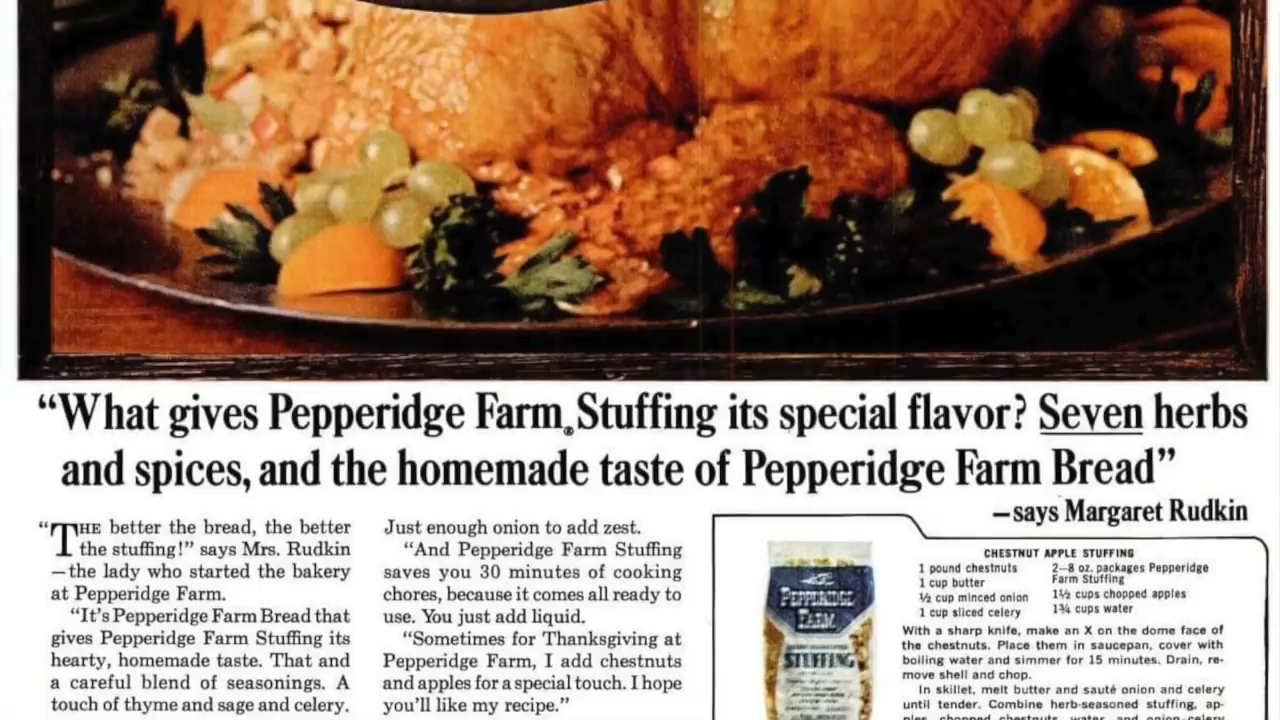 “What gives Pepperidge Farm® Stuffing its special flavor? Seven herbs
and spices, and the homemade taste of Pepperidge Farm Bread”
—says Margaret Rudkin
“THE better the bread, the better
the stuffing!” says Mrs. Rudkin
—the lady who started the bakery
at Pepperidge Farm.
“It's Pepperidge Farm Bread that
gives Pepperidge Farm Stuffing its
hearty, homemade taste. That and
a careful blend of seasonings. A
touch of thyme and sage and celery.
Just enough onion to add zest.
“And Pepperidge Farm Stuffing
saves you 30 minutes of cooking
chores, because it comes all ready to
use. You just add liquid.
“Sometimes for Thanksgiving at
Pepperidge Farm, I add chestnuts
and apples for a special touch. I hope
you'll like my recipe.”
PEPPERIDGE
FARM
STUFFING
CHESTNUT APPLE STUFFING
1 pound chestnuts
1 cup butter
½ cup minced onion
1 cup sliced celery
2—8 oz. packages Pepperidge
Farm Stuffing
1½ cups chopped apples
1¾ cups water
With a sharp knife, make an X on the dome face of
the chestnuts. Place them in saucepan, cover with
boiling water and simmer for 15 minutes. Drain, re-
move shell and chop.
In skillet, melt butter and sauté onion and celery
until tender. Combine herb-seasoned stuffing, ap-
ples, chopped chestnuts, water, and onion-celery